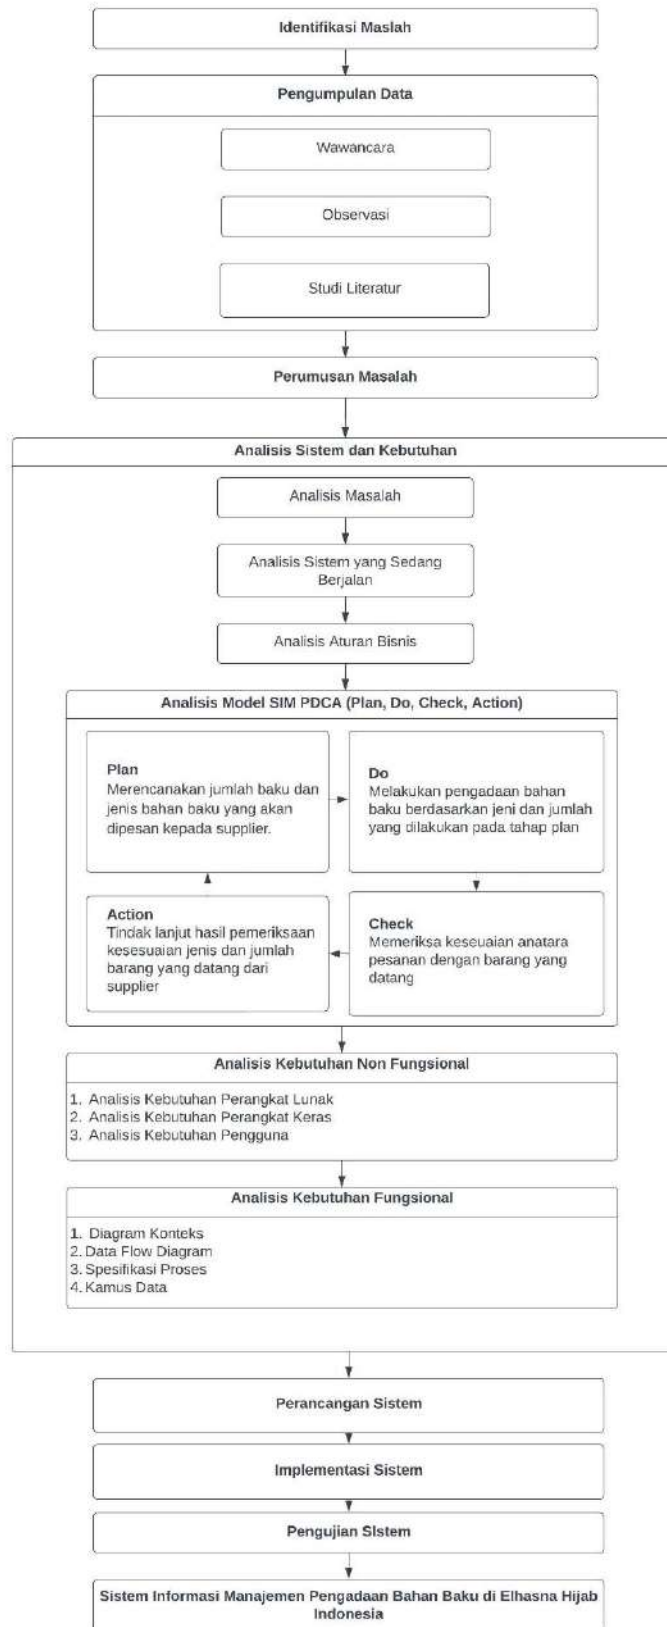 Identifikasi Maslah
Pengumpulan Data
Wawancara
Observasi
Studi Literatur
Perumusan Masalah
Analisis Sistem dan Kebutuhan
Analisis Masalah
Analisis Sistem yang Sedang
Berjalan
Analisis Aturan Bisnis
Analisis Model SIM PDCA (Plan, Do, Check, Action)
Plan
Merencanakan jumlah baku dan
jenis bahan baku yang akan
dipesan kepada supplier.
Do
Melakukan pengadaan bahan
baku berdasarkan jeni dan jumlah
yang dilakukan pada tahap plan
Action
Tindak lanjut hasil pemeriksaan
kesesuaian jenis dan jumlah
barang yang datang dari
supplier
Check
Memeriksa keseuaian anatara
pesanan dengan barang yang
datang
Analisis Kebutuhan Non Fungsional
1. Analisis Kebutuhan Perangkat Lunak
2. Analisis Kebutuhan Perangkat Keras
3. Analisis Kebutuhan Pengguna
Analisis Kebutuhan Fungsional
1. Diagram Konteks
2. Data Flow Diagram
3. Spesifikasi Proses
4. Kamus Data
Perancangan Sistem
Implementasi Sistem
Pengujian SIstem
Sistem Informasi Manajemen Pengadaan Bahan Baku di Elhasna Hijab
Indonesia